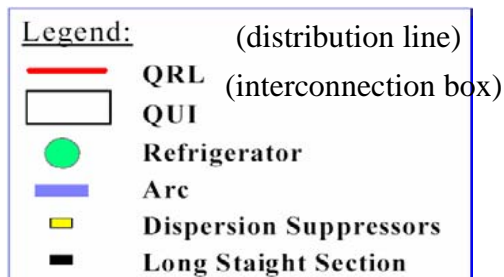 Legend: (distribution line)
QRL (interconnection box)
QUI
Refrigerator
Arc
Dispersion Suppressors
Long Staight Section